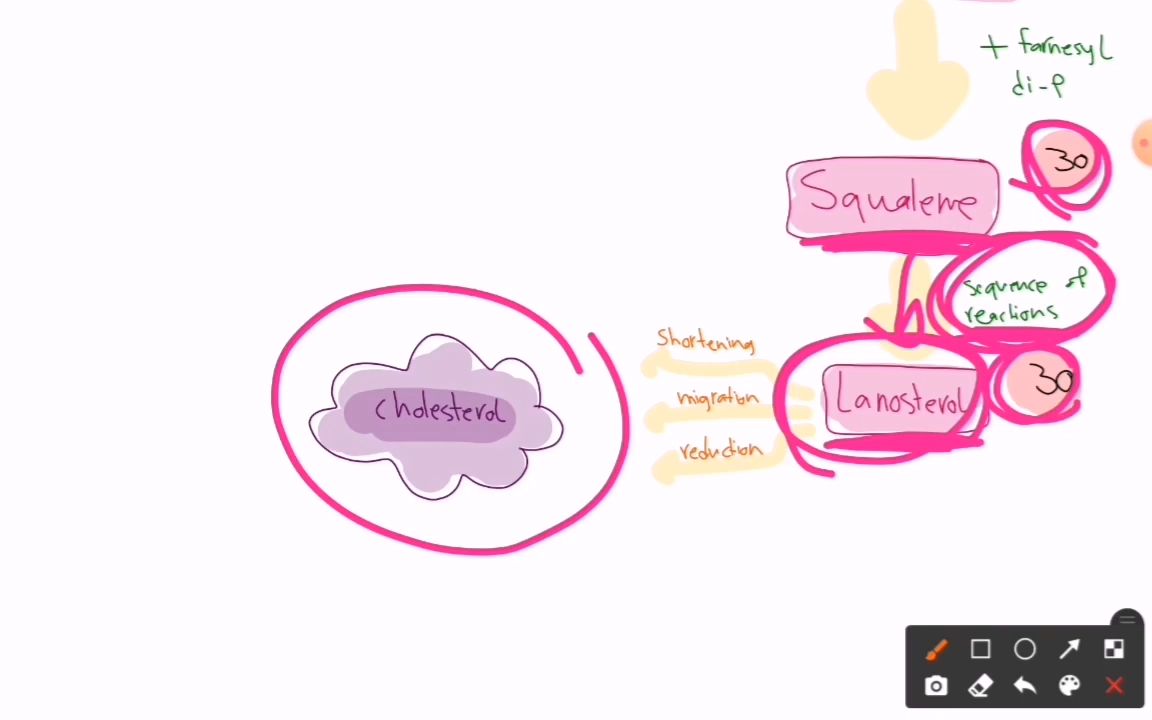 + farnesyl
di-P
30
Squalene
sequence of
reactions
Shortening
30
Lanosterol
migration
cholesterol
reduction